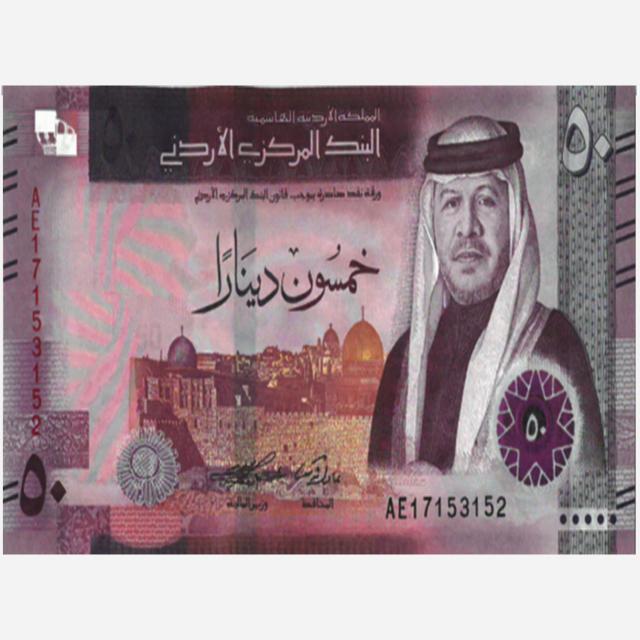 المملكة الأردنية الهاشمية
البنك المركزي الأردني
ورقة نقد صادرة بموجب قانون البنك المركزي الأردني
٥٠
خمسون دينارًا
AE17153152
٥٠
المحافظ
وزير المالية
AE17153152
٥٠